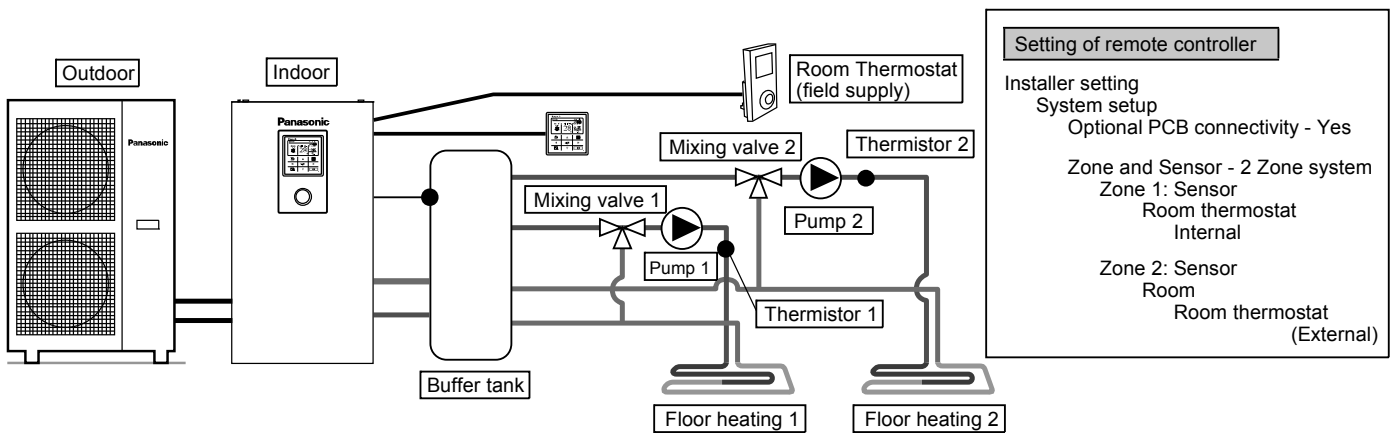 Outdoor
Indoor
Panasonic
Panasonic
Room Thermostat
(field supply)
Mixing valve 2
Thermistor 2
Mixing valve 1
Pump 2
Pump 1
Thermistor 1
Buffer tank
Floor heating 1
Floor heating 2
Setting of remote controller
Installer setting
System setup
Optional PCB connectivity - Yes
Zone and Sensor - 2 Zone system
Zone 1: Sensor
Room thermostat
Internal
Zone 2: Sensor
Room
Room thermostat
(External)